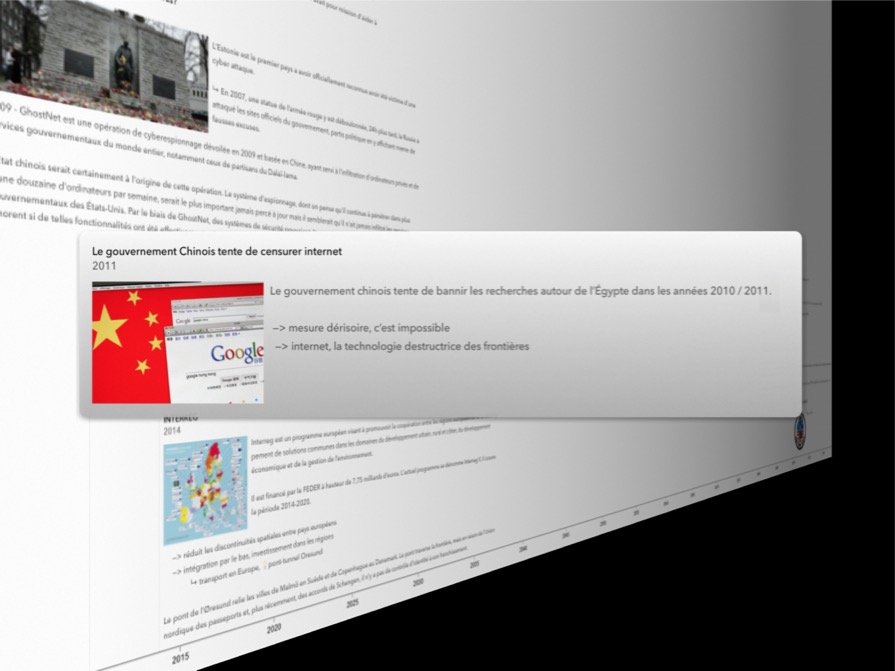 L'Estonie est le premier pays a avoir officiellement reconnue avoir été victime d'une
cyber attaque.
↳ En 2007, une statue de l'armée rouge y est déboulonnée, 24h plus tard, la Russie a
attaqué les sites officiels du gouvernement, partis politique en y affichant meme de
fausses excuses.
09 - GhostNet est une opération de cyberespionnage dévoilée en 2009 et basée en Chine, ayant servi à l'infiltration d'ordinateurs privés et de
rvices gouvernementaux du monde entier, notamment ceux de partisans du Dalaï-lama.
tat chinois serait certainement à l'origine de cette opération. Le système d'espionnage, dont on pense qu'il continue à pénétrer dans plus
une douzaine d'ordinateurs par semaine, serait le plus important jamais percé à jour mais il semblerait qu'il n'ait jamais infiltré les
uvernementaux des États-Unis. Par le biais de GhostNet, des systèmes de sécurité
norent si de telles fonctionnalités ont été
Le gouvernement Chinois tente de censurer internet
2011
Le gouvernement chinois tente de bannir les recherches autour de l'Égypte dans les années 2010 / 2011.
Google
Google
–> mesure dérisoire, c'est impossible
–> internet, la technologie destructrice des frontières
INTERREG
2014
Interreg est un programme européen visant à promouvoir la coopération entre les régions européennes
pement de solutions communes dans les domaines du développement urbain, rural et côtier, du développement
économique et de la gestion de l'environnement.
Il est financé par le FEDER à hauteur de 7,75 milliards d'euros. L'actuel programme se dénomme Interreg
la période 2014-2020.
–> réduit les discontinuités spatiales entre pays européens
–> intégration par le bas, investissement dans les régions
↳ transport en Europe, pont-tunnel Oresund
Le pont de l'Øresund relie les villes de Malmö en Suède et de Copenhague au Danemark. Le pont traverse la frontière, mais en raison de l'Union
nordique des passeports et, plus récemment, des accords de Schengen, il n'y a pas de contrôle d'identité à son franchissement.
2015 2020 2025 2030 2035 2040